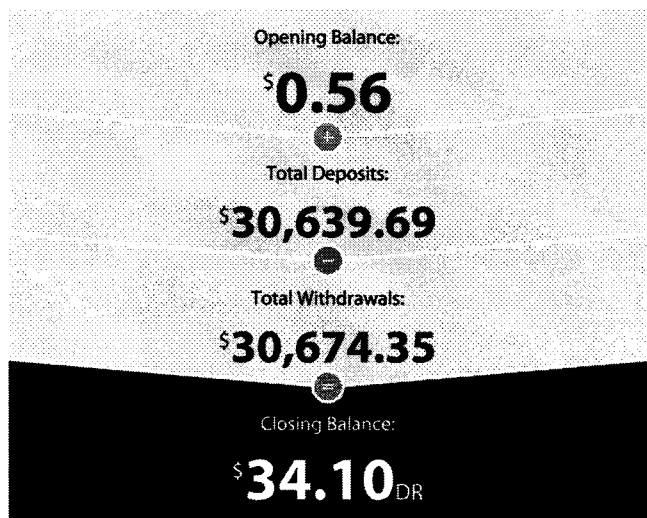 Opening Balance:
$0.56
+
Total Deposits:
$30,639.69
−
Total Withdrawals:
$30,674.35
=
Closing Balance:
$34.10DR